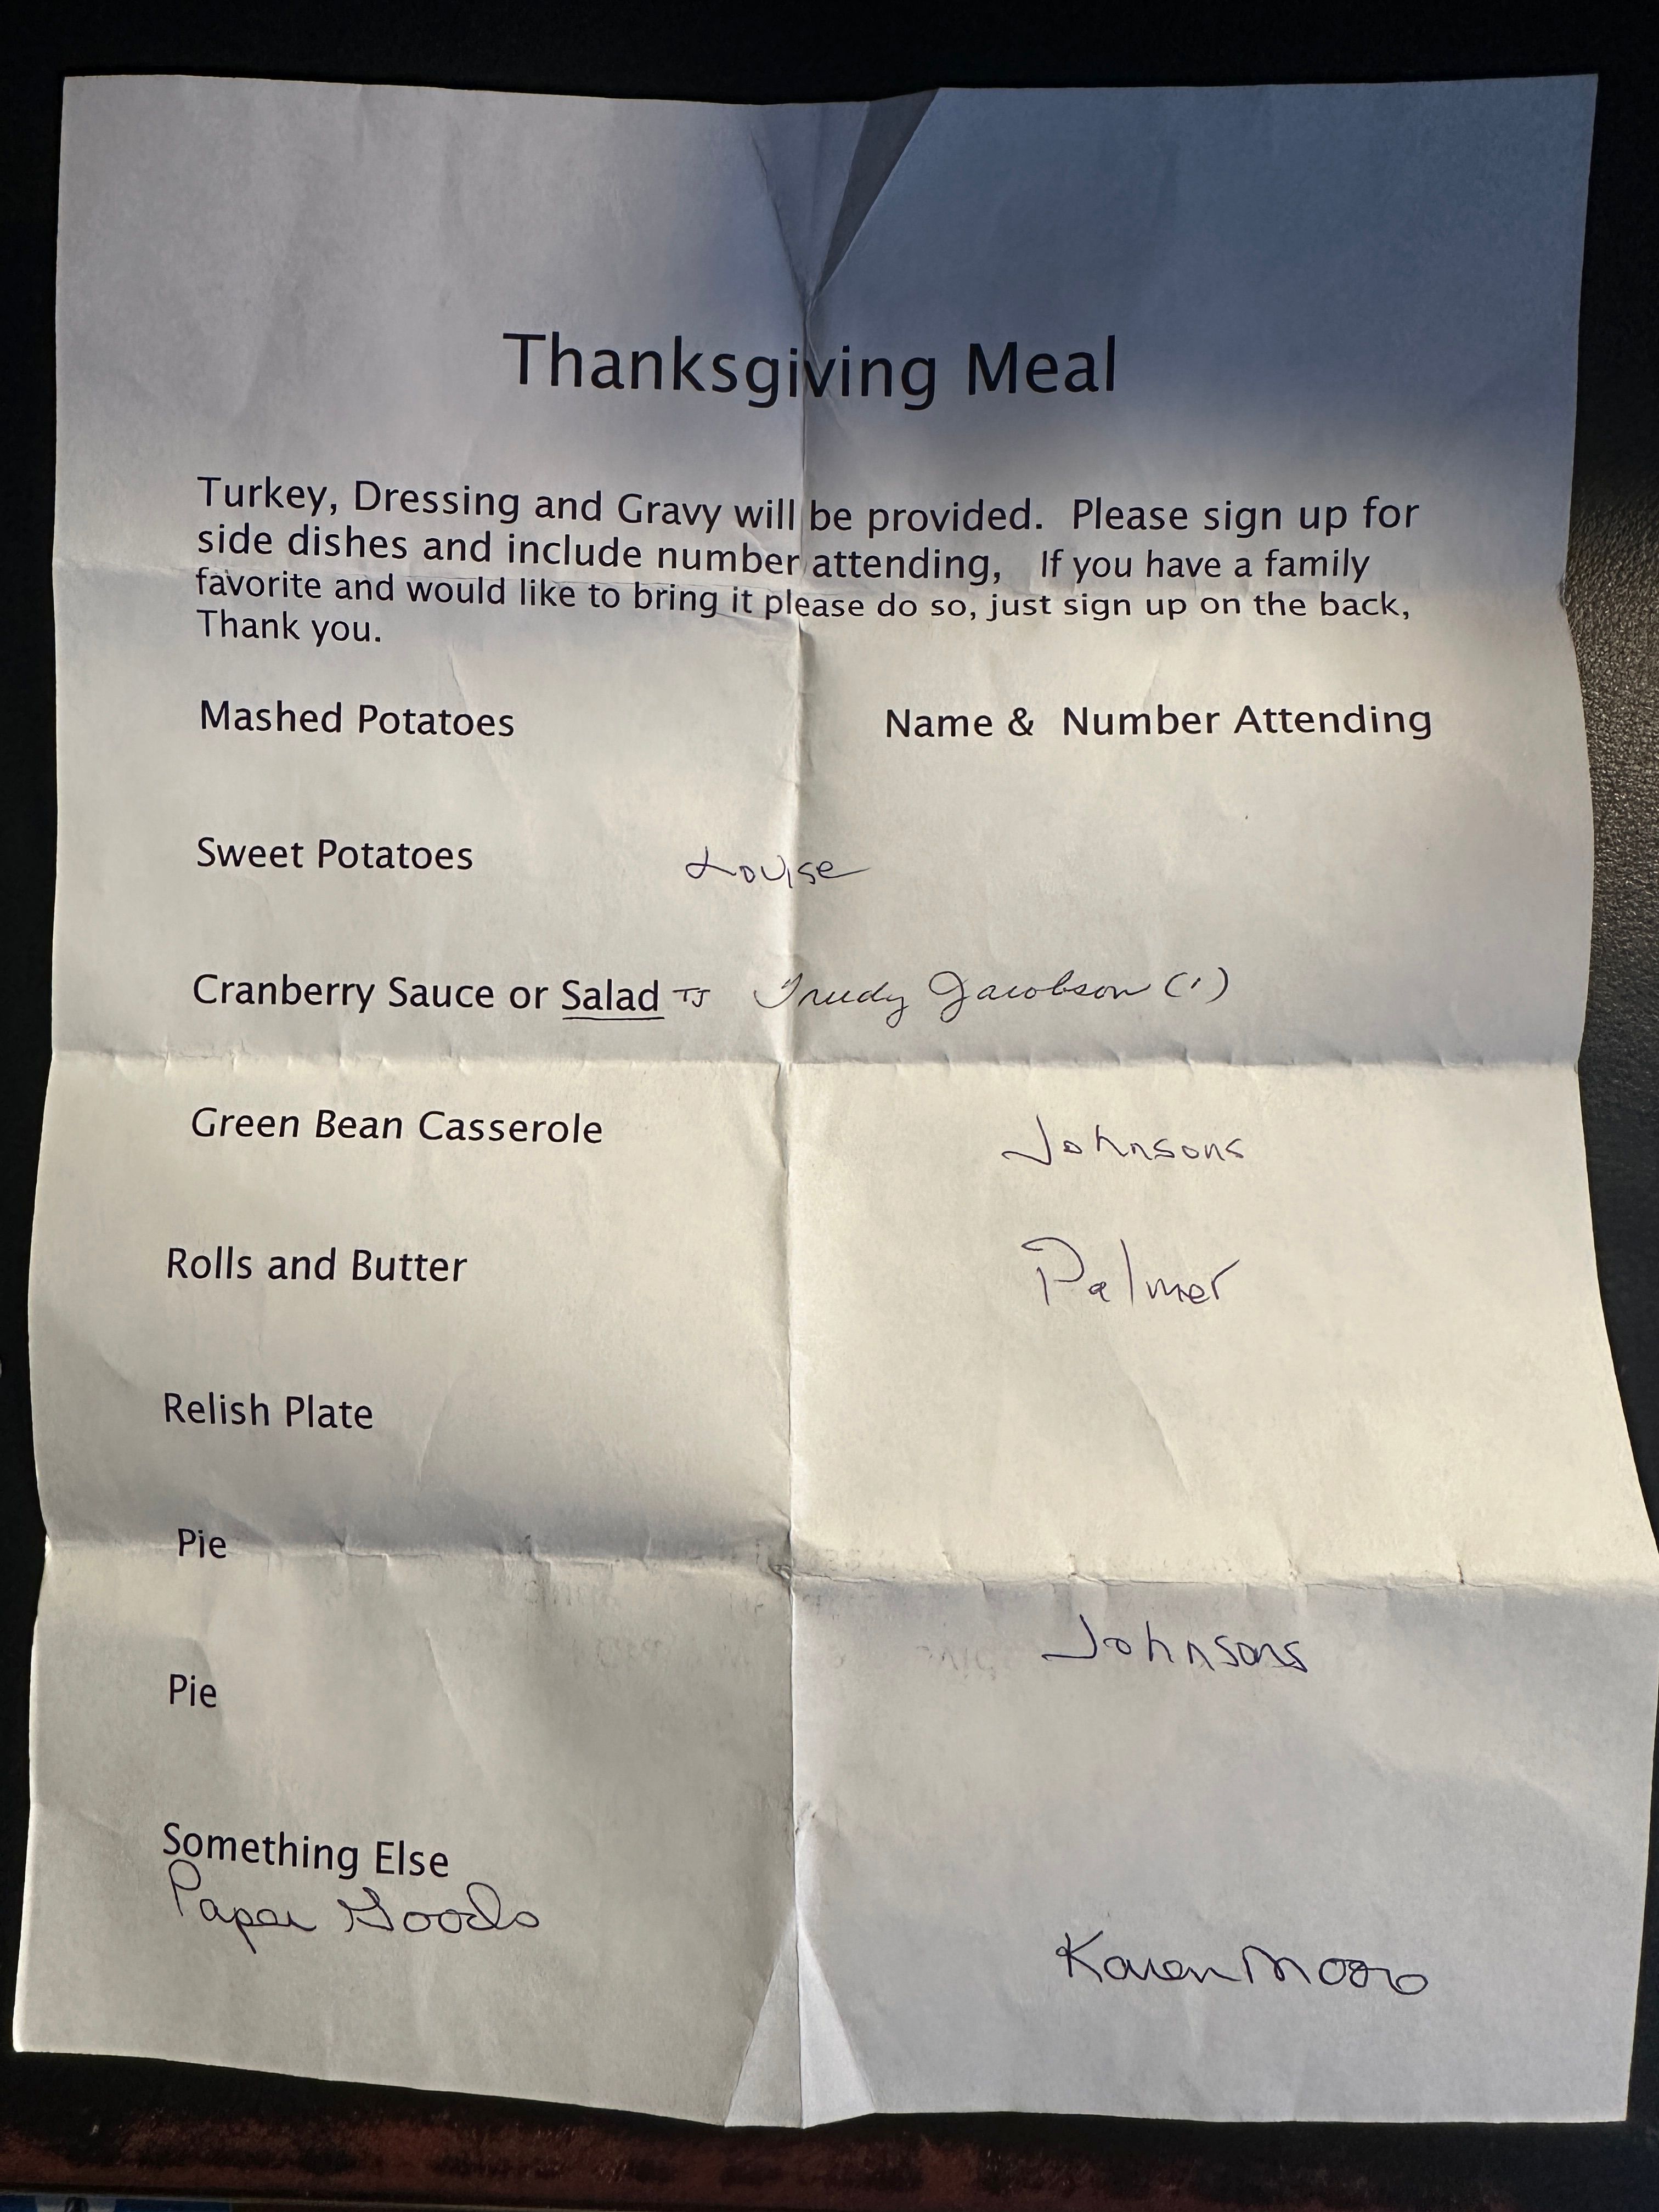 Thanksgiving Meal
Turkey, Dressing and Gravy will be provided.  Please sign up for
side dishes and include number attending,   If you have a family
favorite and would like to bring it please do so, just sign up on the back,
Thank you.
Mashed Potatoes Name &  Number Attending
Sweet Potatoes Louise
Cranberry Sauce or Salad TJ Trudy Jacobson (1)
Green Bean Casserole Johnsons
Rolls and Butter Palmer
Relish Plate
Pie
Johnsons
Pie
Something Else
Paper Goods
Karen Moore